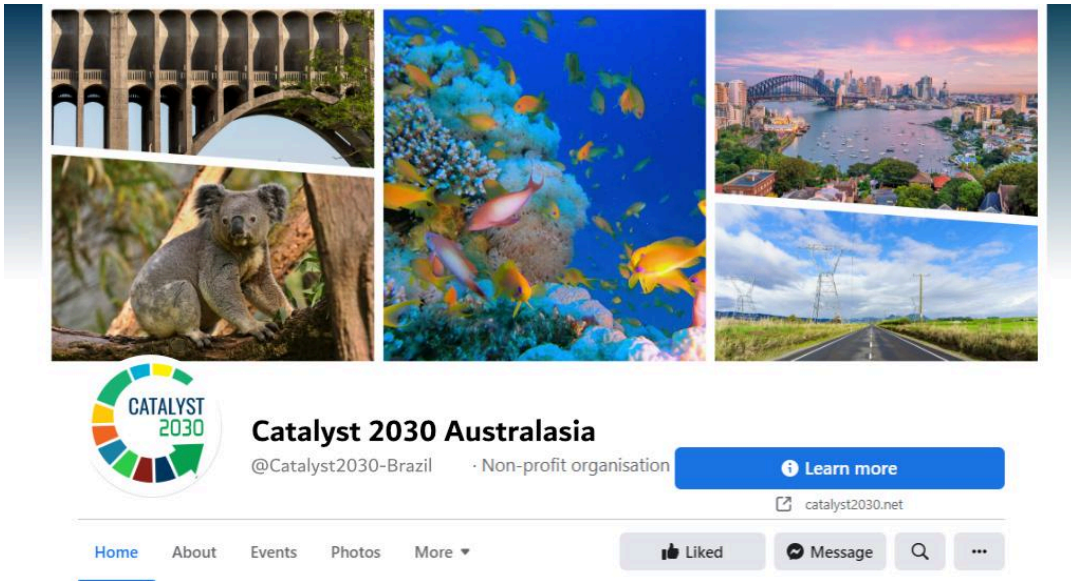 CATALYST
2030
Catalyst 2030 Australasia
@Catalyst2030-Brazil · Non-profit organisation
Learn more
catalyst2030.net
Home About Events Photos More Liked Message